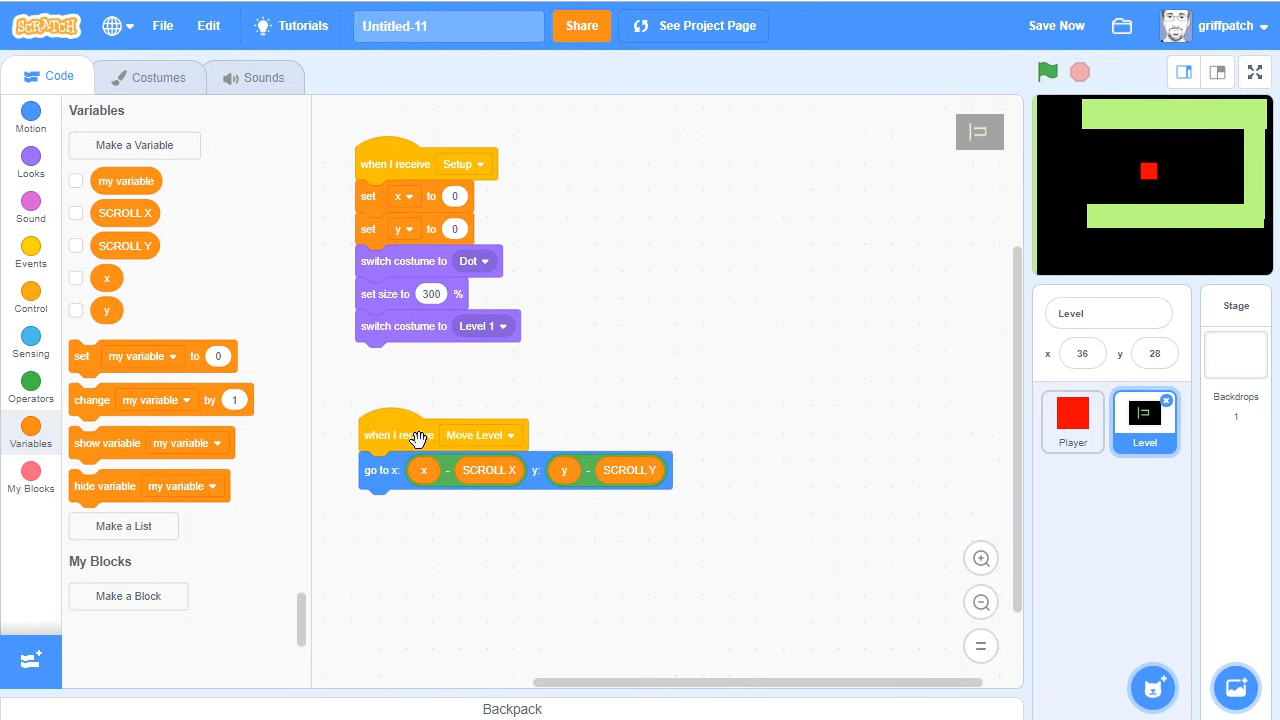 SCRATCH
File
Edit
Tutorials
Untitled-11
Share
See Project Page
Save Now
griffpatch
Code
Costumes
Sounds
Motion
Looks
Sound
Events
Control
Sensing
Operators
Variables
My Blocks
Variables
Make a Variable
my variable
SCROLL X
SCROLL Y
x
y
set my variable to 0
change my variable by 1
show variable my variable
hide variable my variable
Make a List
My Blocks
Make a Block
when I receive Setup
set x to 0
set y to 0
switch costume to Dot
set size to 300 %
switch costume to Level 1
when I receive Move Level
go to x: x - SCROLL X y: y - SCROLL Y
Level
x 36 y 28
Player
Level
Stage
Backdrops
1
Backpack